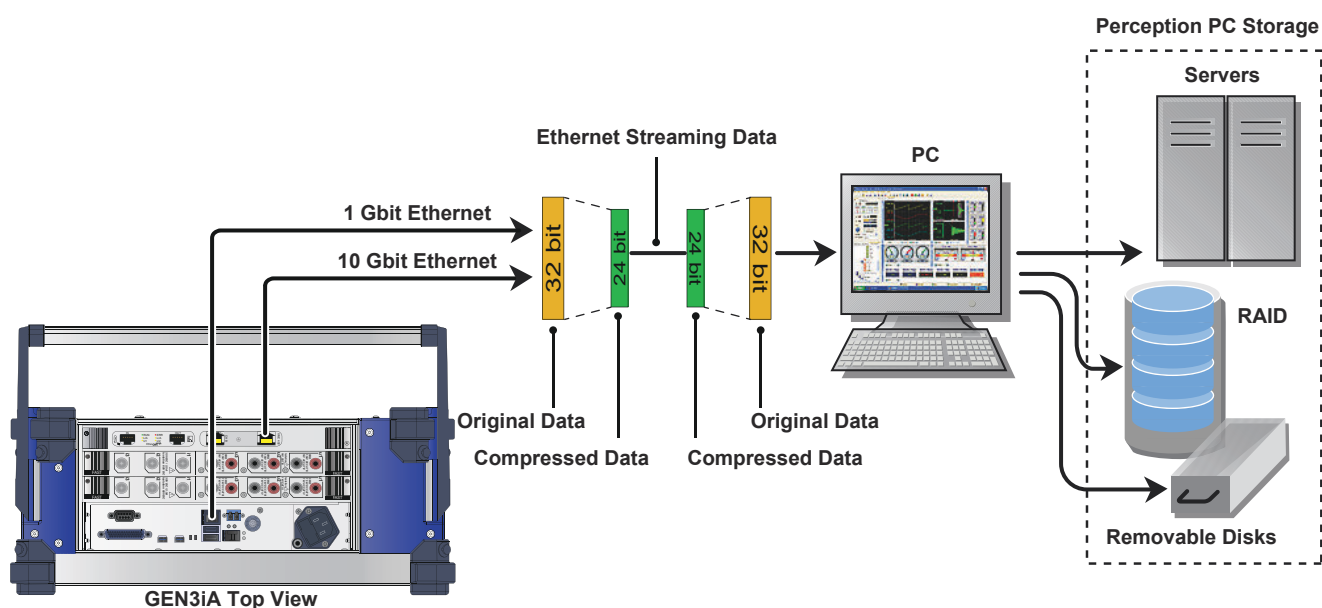 Perception PC Storage
Servers
Ethernet Streaming Data
PC
1 Gbit Ethernet
10 Gbit Ethernet
32 bit
24 bit
24 bit
32 bit
RAID
Original Data
Original Data
Compressed Data
Compressed Data
Removable Disks
GEN3iA Top View